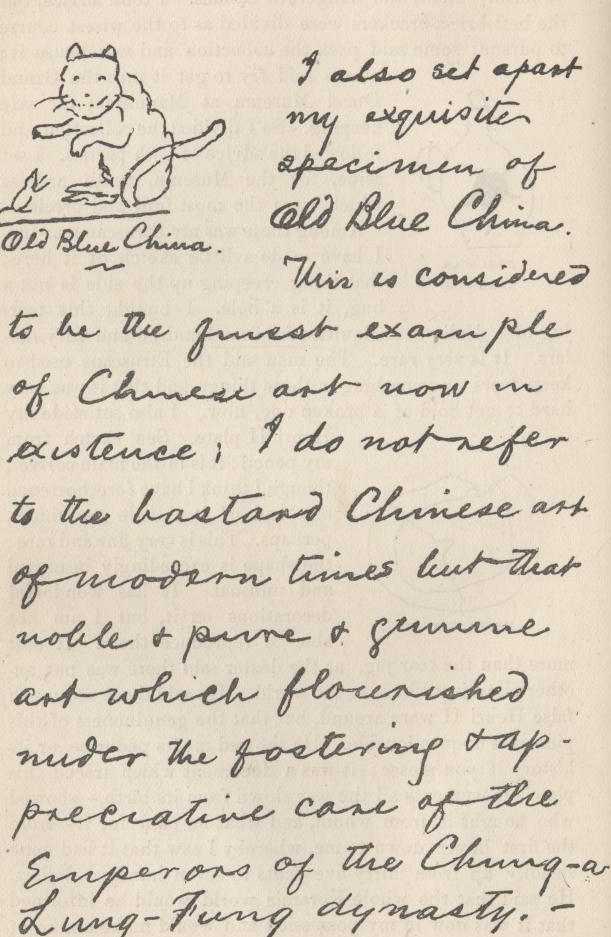 I also set apart
my exquisite
specimen of
Old Blue China.
Old Blue China.
This is considered
to be the finest example
of Chinese art now in
existence; I do not refer
to the bastard Chinese art
of modern times but that
noble & pure & genuine
art which flourished
under the fostering & ap-
preciative care of the
Emperors of the Chung-a-
Lung-Fung dynasty. —